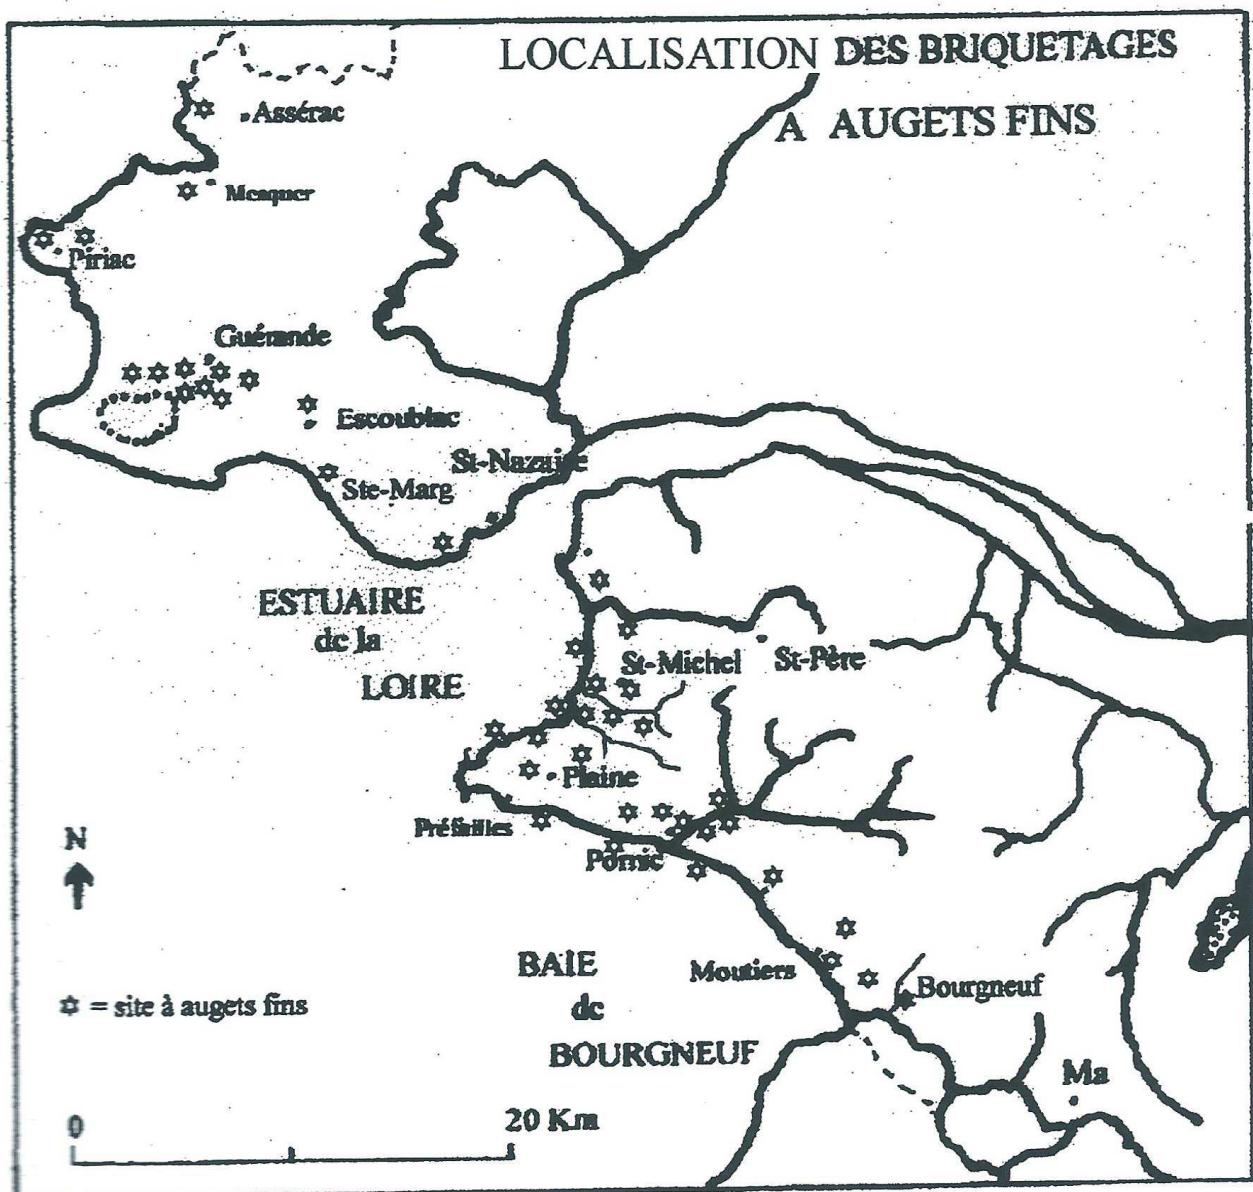 LOCALISATION DES BRIQUETAGES
A AUGETS FINS
Assérac
Mesquer
Piriac
Guérande
Escoublac
St-Nazaire
Ste-Marg
ESTUAIRE
de la
LOIRE
St-Michel
St-Père
Plaine
Préfailles
Pornic
N
BAIE
de
BOURGNEUF
Moutiers
Bourgneuf
= site à augets fins
Ma
0
20 Km